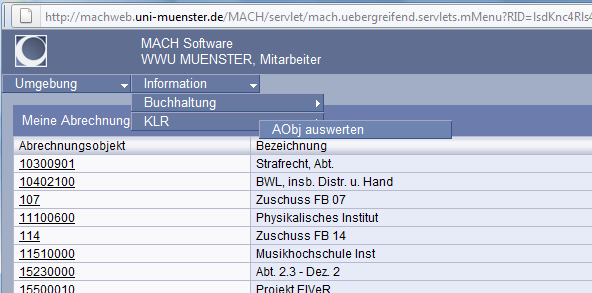 http://machweb.uni-muenster.de/MACH/servlet/mach.uebergreifend.servlets.mMenu?RID=IsdKnc4Rls
MACH Software
WWU MUENSTER, Mitarbeiter
Umgebung Information
Buchhaltung
Meine Abrechnung KLR
AObj auswerten
Abrechnungsobjekt Bezeichnung
10300901 Strafrecht, Abt.
10402100 BWL, insb. Distr. u. Hand
107 Zuschuss FB 07
11100600 Physikalisches Institut
114 Zuschuss FB 14
11510000 Musikhochschule Inst
15230000 Abt. 2.3 - Dez. 2
15500010 Projekt ElVeR